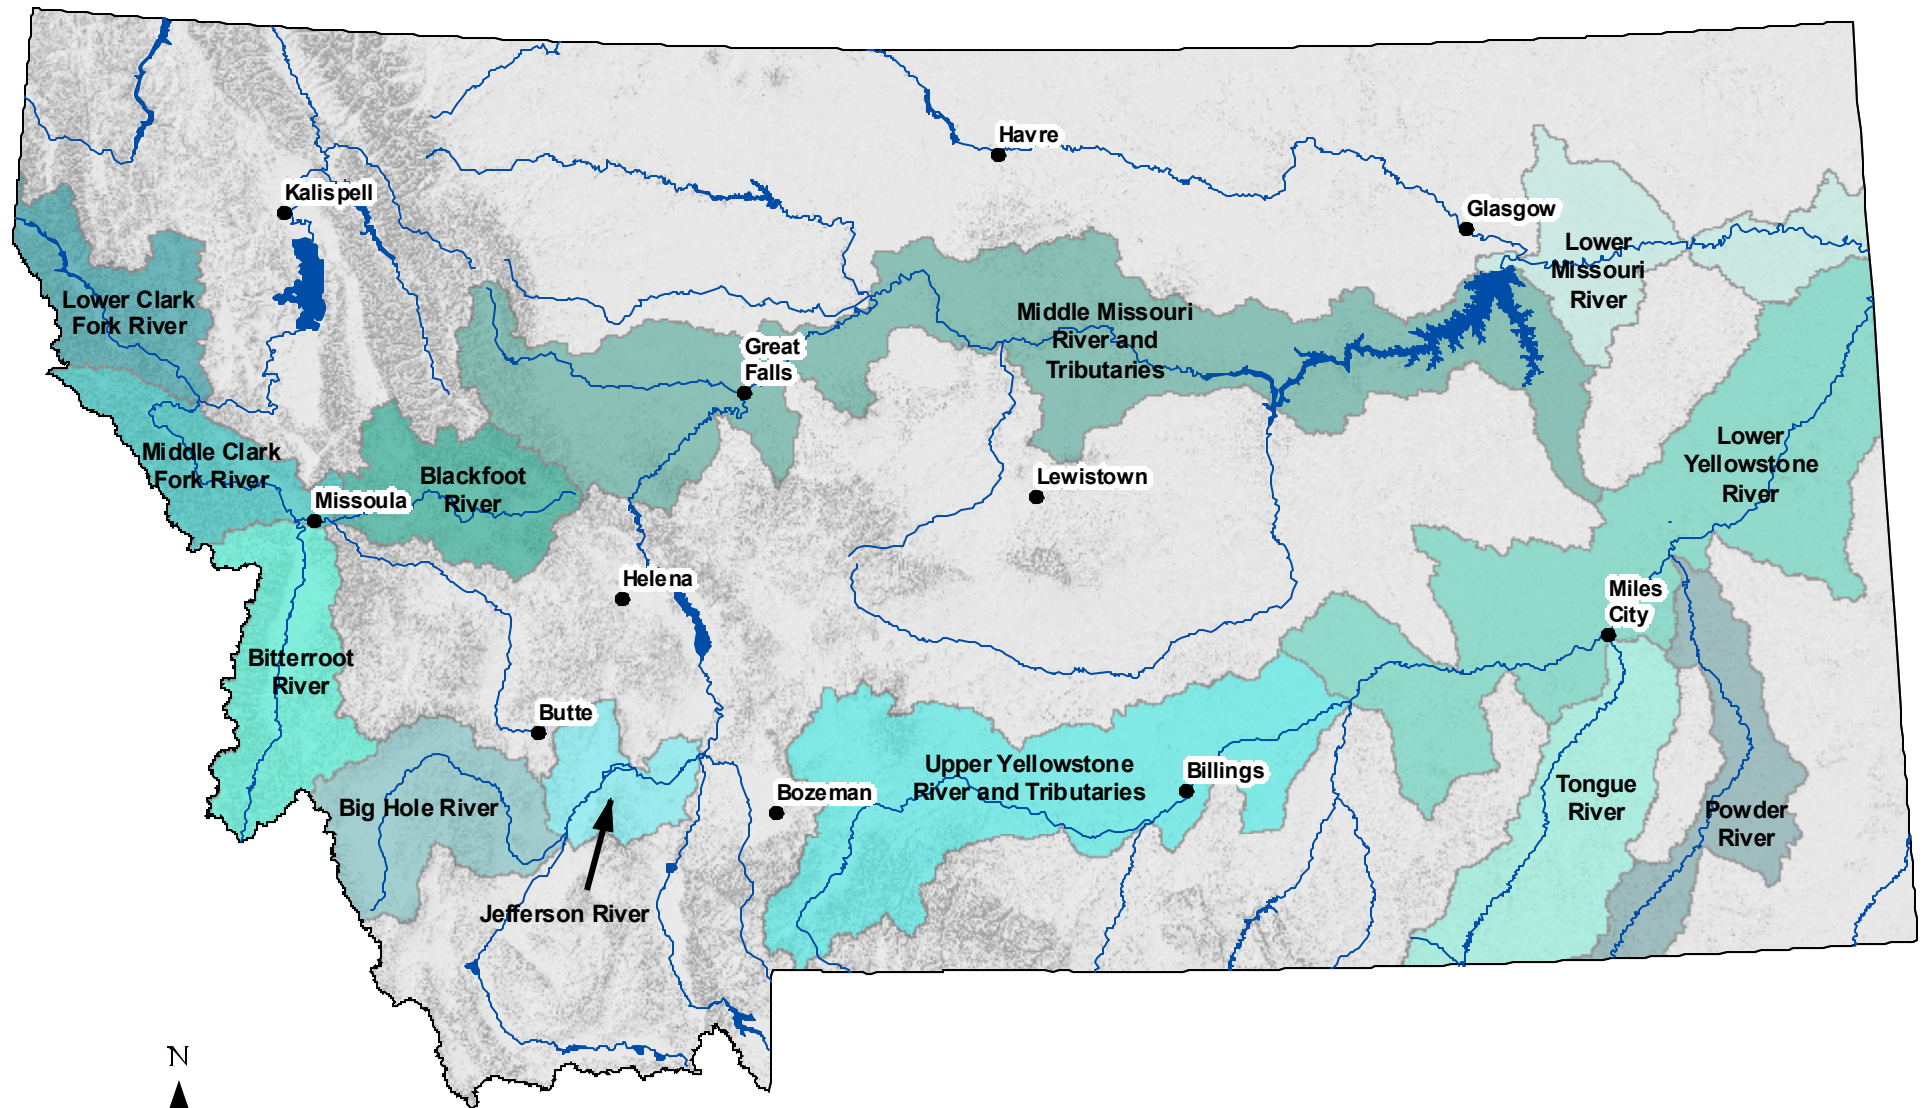 Havre
Kalispell
Glasgow
Lower
Missouri
River
Lower Clark
Fork River
Middle Missouri
River and
Tributaries
Great
Falls
Middle Clark
Fork River
Blackfoot
River
Missoula
Lewistown
Lower
Yellowstone
River
Helena
Miles
City
Bitterroot
River
Butte
Big Hole River
Bozeman
Upper Yellowstone
River and Tributaries
Billings
Tongue
River
Powder
River
Jefferson River
N